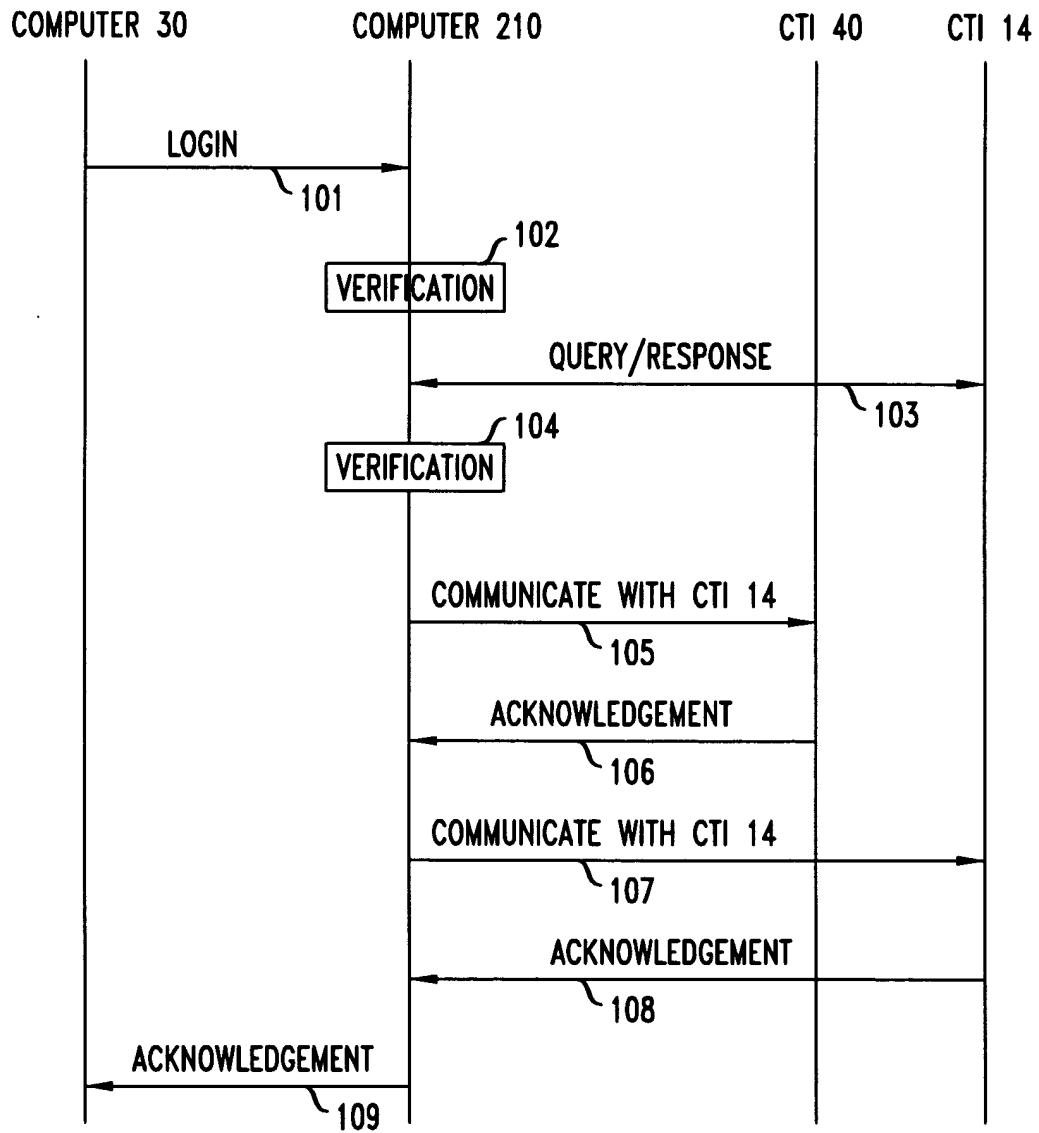 COMPUTER 30 COMPUTER 210 CTI 40 CTI 14
LOGIN
101
102
VERIFICATION
QUERY/RESPONSE
103
104
VERIFICATION
COMMUNICATE WITH CTI 14
105
ACKNOWLEDGEMENT
106
COMMUNICATE WITH CTI 14
107
ACKNOWLEDGEMENT
108
ACKNOWLEDGEMENT
109